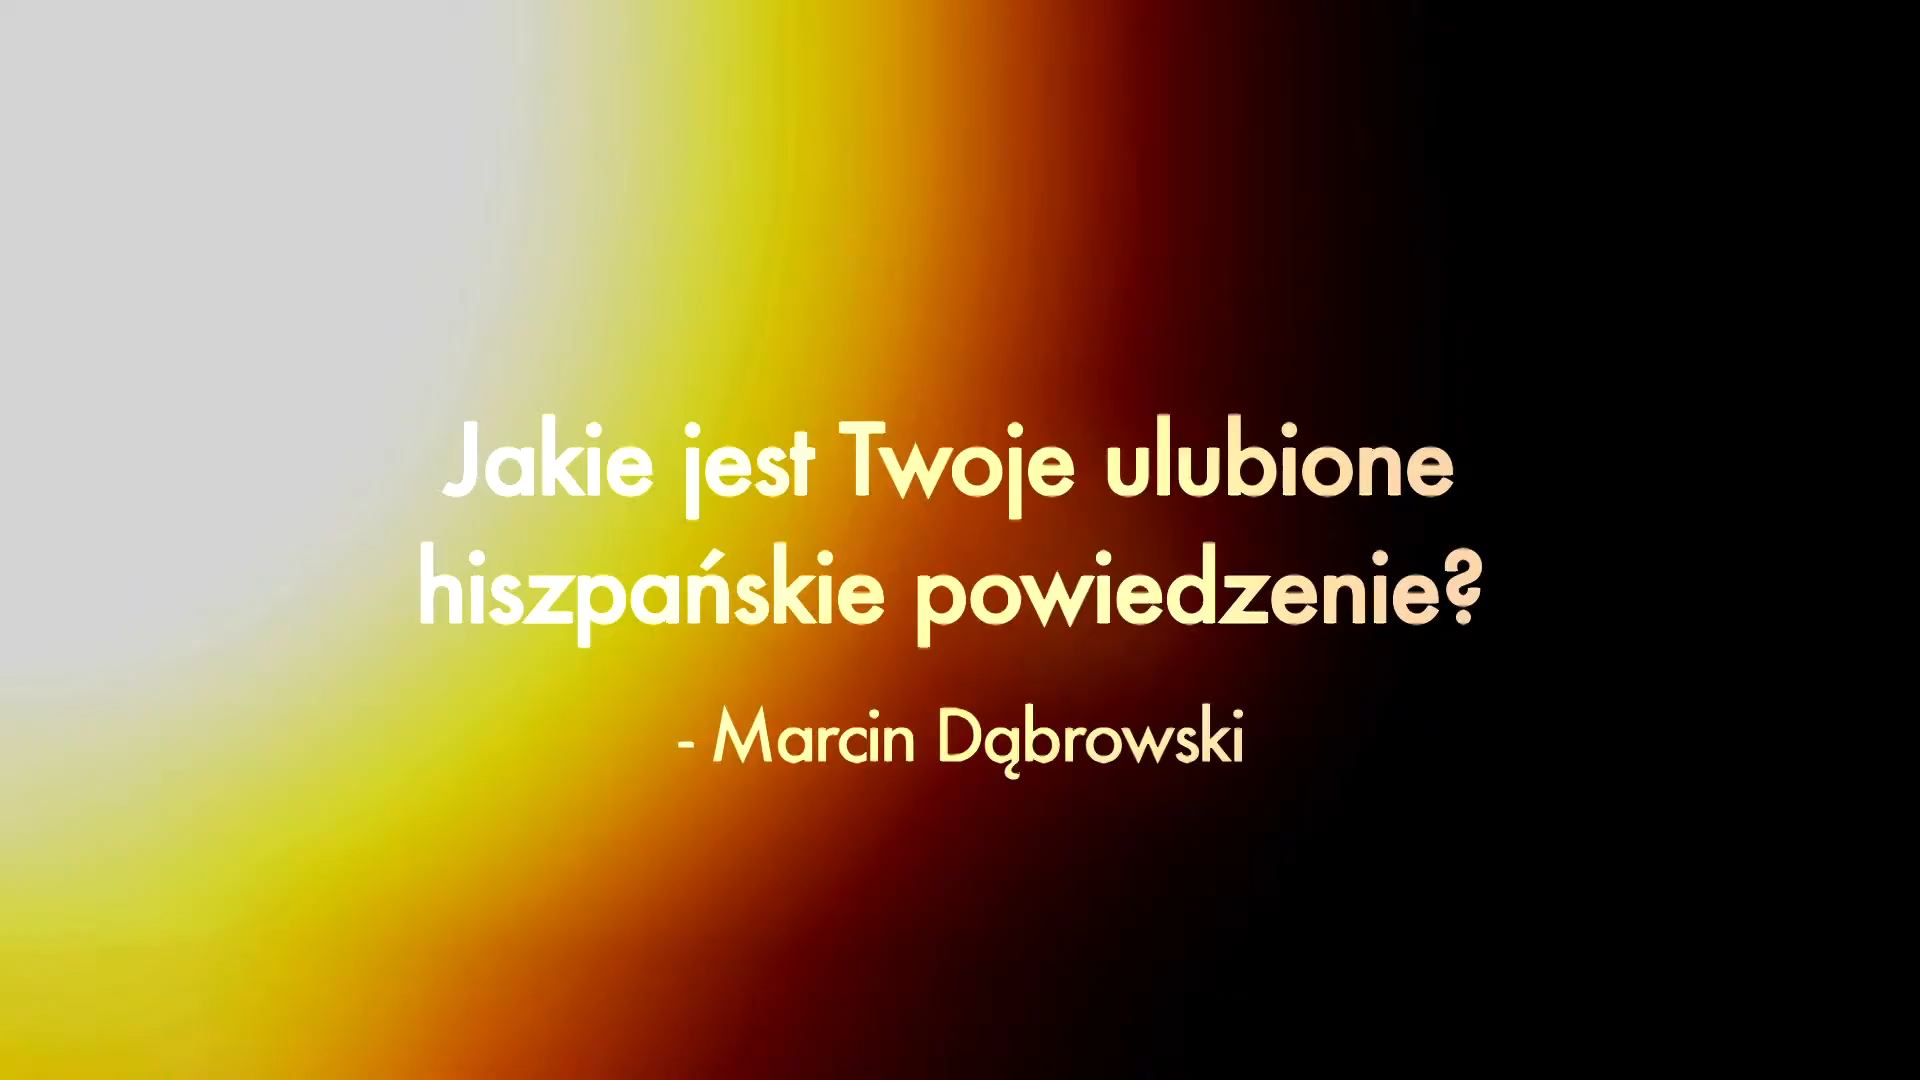 Jakie jest Twoje ulubione
hiszpańskie powiedzenie?
- Marcin Dąbrowski